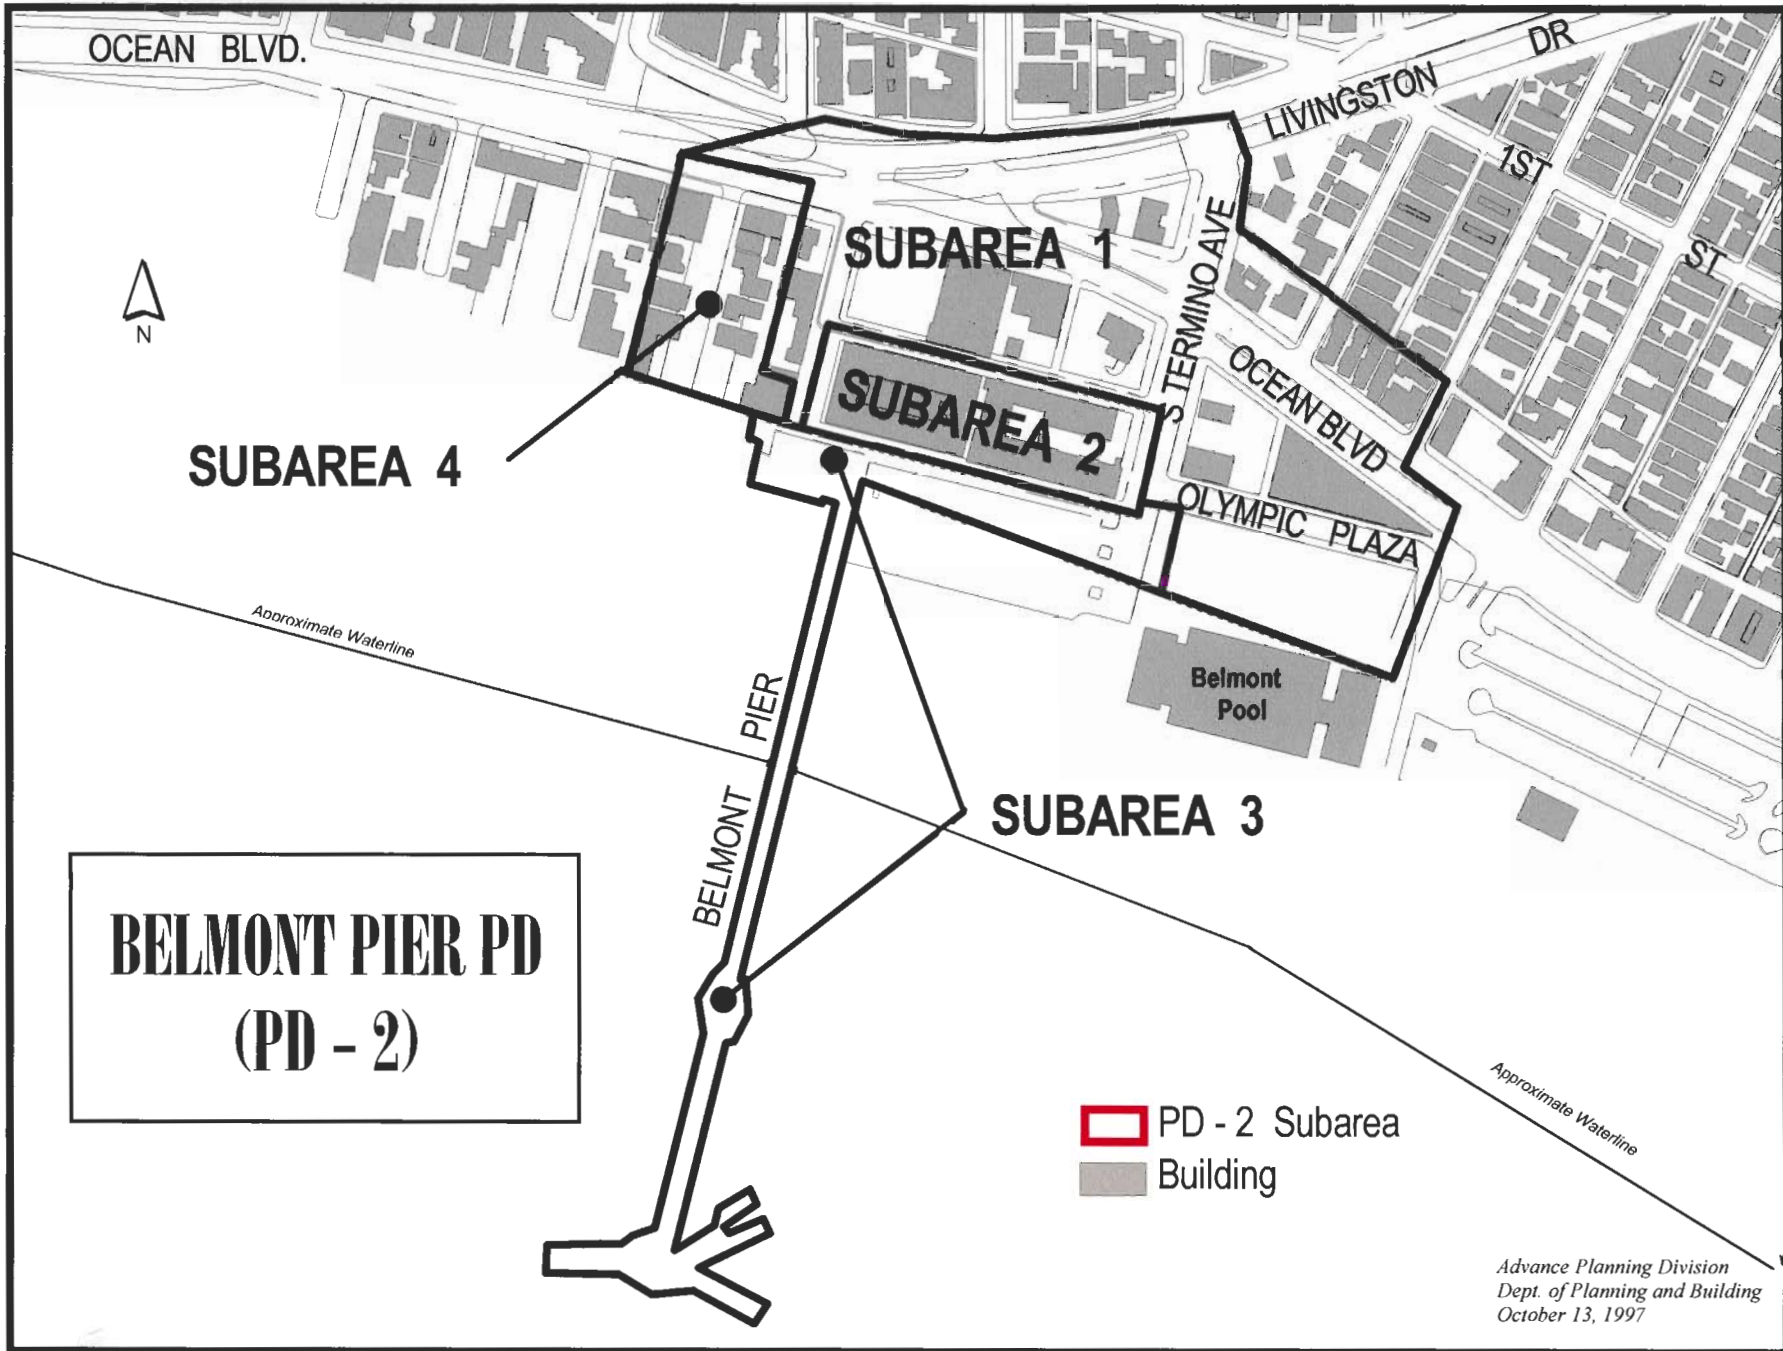 OCEAN BLVD.
LIVINGSTON DR
1ST ST
SUBAREA 1
S TERMINO AVE
N
SUBAREA 2
OCEAN BLVD
SUBAREA 4
OLYMPIC PLAZA
Approximate Waterline
Belmont
Pool
BELMONT PIER
SUBAREA 3
BELMONT PIER PD
(PD - 2)
PD - 2 Subarea
Building
Approximate Waterline
Advance Planning Division
Dept. of Planning and Building
October 13, 1997